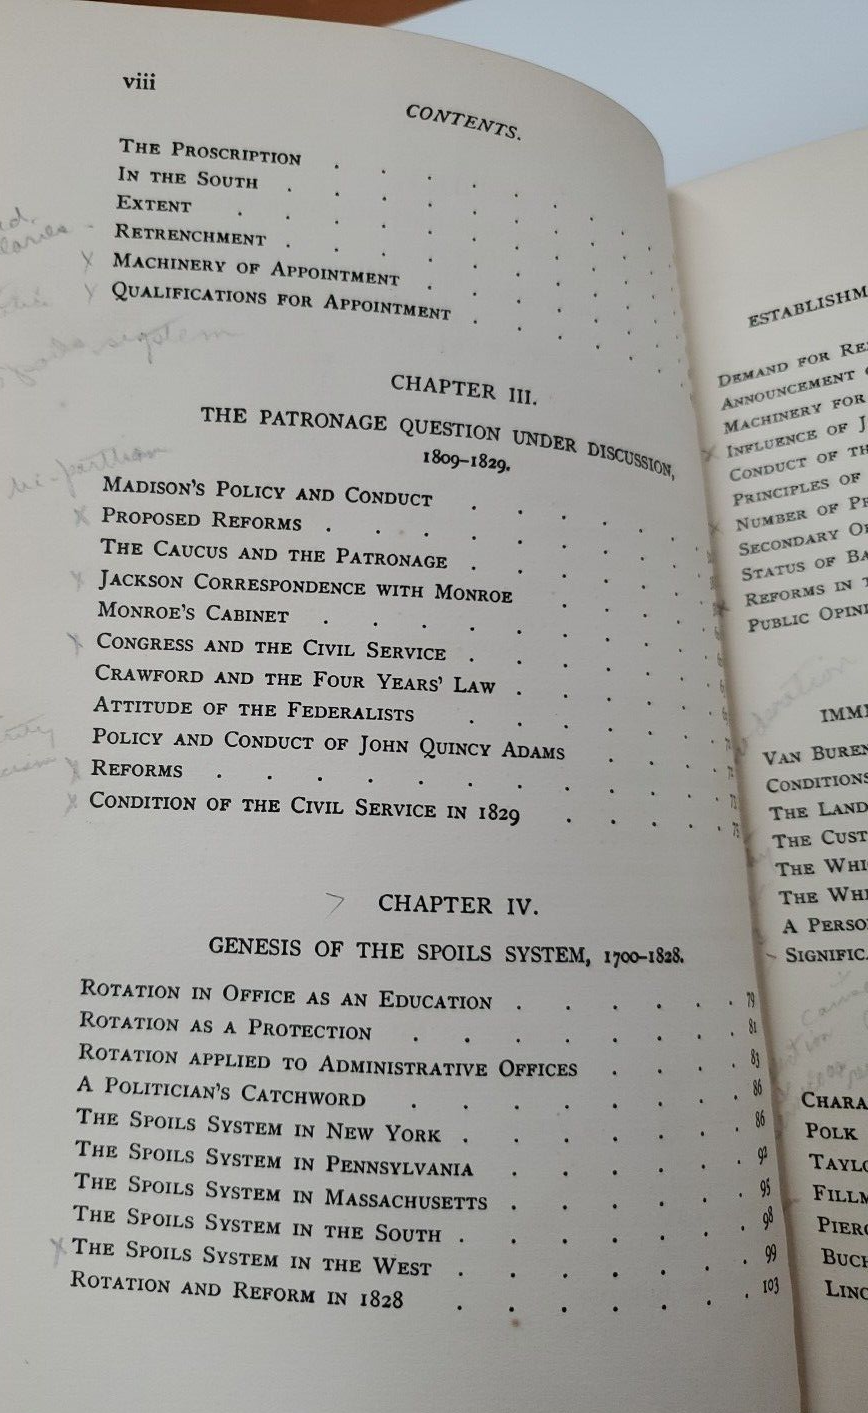 viii
CONTENTS.
THE PROSCRIPTION . . . . . . . .
IN THE SOUTH . . . . . . . . .
EXTENT . . . . . . . . . .
RETRENCHMENT . . . . . . . . .
X MACHINERY OF APPOINTMENT . . . . . .
Y QUALIFICATIONS FOR APPOINTMENT . . . . .
system
bi-partisan
CHAPTER III.
THE PATRONAGE QUESTION UNDER DISCUSSION,
1809–1829.
MADISON'S POLICY AND CONDUCT . . . . .
X PROPOSED REFORMS . . . . . . . .
THE CAUCUS AND THE PATRONAGE . . . . .
X JACKSON CORRESPONDENCE WITH MONROE . . . .
MONROE'S CABINET . . . . . . . .
X CONGRESS AND THE CIVIL SERVICE . . . . .
CRAWFORD AND THE FOUR YEARS' LAW . . . .
ATTITUDE OF THE FEDERALISTS . . . . .
POLICY AND CONDUCT OF JOHN QUINCY ADAMS . . .
X REFORMS . . . . . . . . . .
X CONDITION OF THE CIVIL SERVICE IN 1829 . . . . 75
CHAPTER IV.
GENESIS OF THE SPOILS SYSTEM, 1700–1828.
ROTATION IN OFFICE AS AN EDUCATION . . . . . 79
ROTATION AS A PROTECTION . . . . . . . 81
ROTATION APPLIED TO ADMINISTRATIVE OFFICES . . . 83
A POLITICIAN'S CATCHWORD . . . . . . . 86
THE SPOILS SYSTEM IN NEW YORK . . . . . . 86
THE SPOILS SYSTEM IN PENNSYLVANIA . . . . . 92
THE SPOILS SYSTEM IN MASSACHUSETTS . . . . . 95
THE SPOILS SYSTEM IN THE SOUTH . . . . . . 98
X THE SPOILS SYSTEM IN THE WEST . . . . . . 99
ROTATION AND REFORM IN 1828 . . . . . . 103
ESTABLISHM
DEMAND FOR RE
ANNOUNCEMENT
MACHINERY FOR
X INFLUENCE OF J
CONDUCT OF TH
PRINCIPLES OF
X NUMBER OF P
SECONDARY O
STATUS OF BA
X REFORMS IN
PUBLIC OPIN
IMM
VAN BUREN
CONDITIONS
THE LAND
THE CUST
THE WHI
THE WH
A PERSO
SIGNIFIC
CHARA
POLK
TAYL
FILLM
PIER
BUCH
LINC